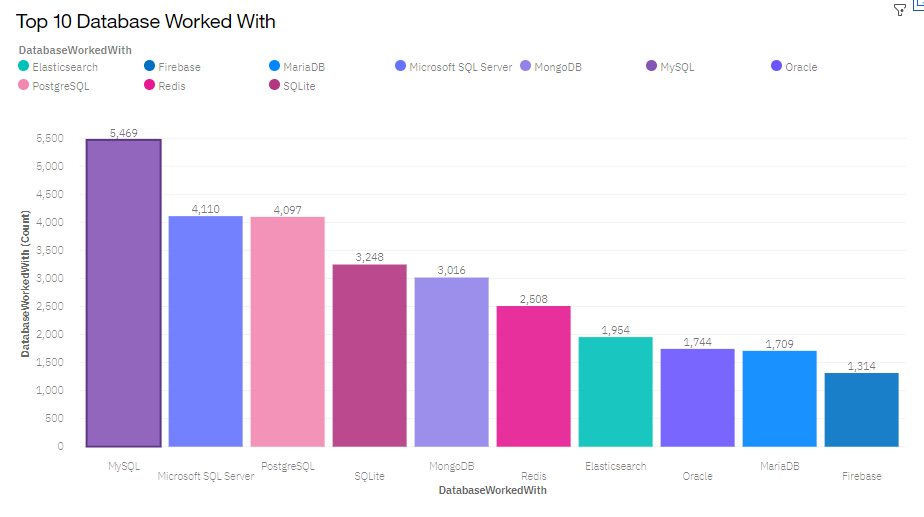 Top 10 Database Worked With
DatabaseWorkedWith
Elasticsearch Firebase MariaDB Microsoft SQL Server MongoDB MySQL Oracle
PostgreSQL Redis SQLite
5,469
5,500
5,000
4,500
4,110 4,097
4,000
3,500
3,248
3,016
3,000
2,508
2,500
1,954
2,000
1,744 1,709
1,500
1,314
1,000
500
0
DatabaseWorkedWith (Count)
MySQL PostgreSQL MongoDB Elasticsearch MariaDB
Microsoft SQL Server SQLite Redis Oracle Firebase
DatabaseWorkedWith